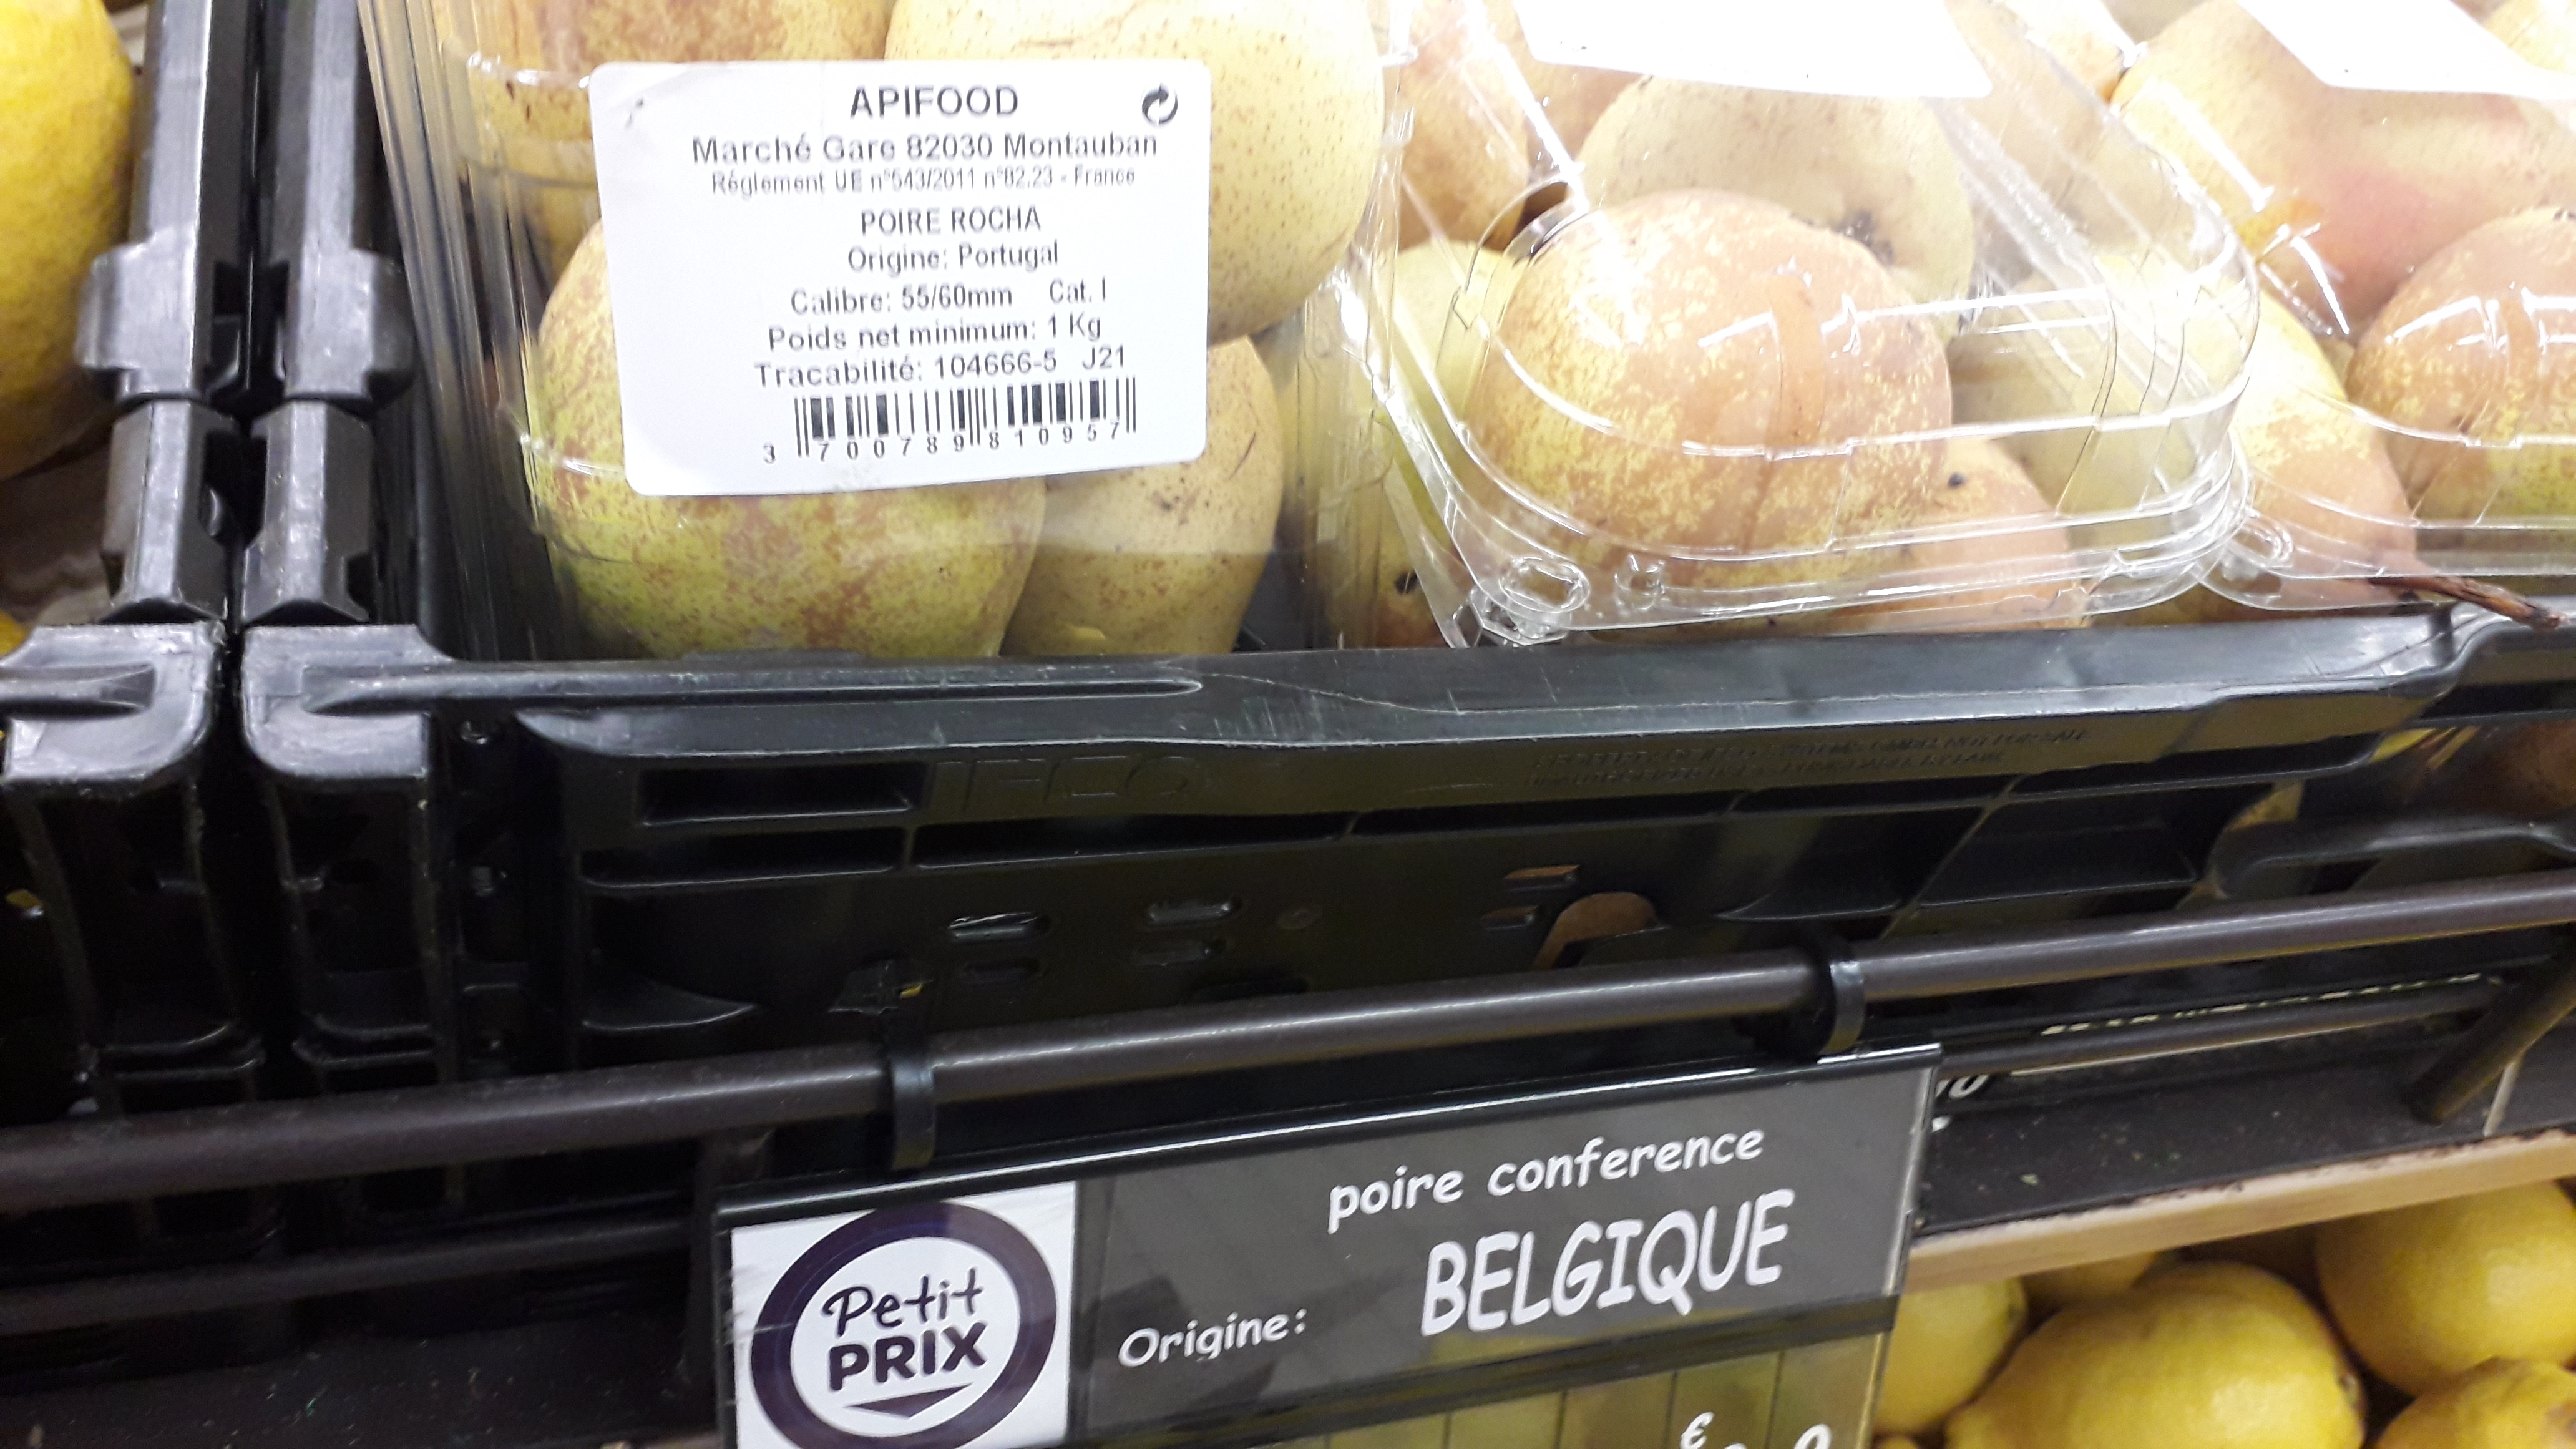 APIFOOD
Marché Gare 82030 Montauban
Réglement UE n°543/2011 n°82.23 - France
POIRE ROCHA
Origine: Portugal
Calibre: 55/60mm Cat. I
Poids net minimum: 1 Kg
Tracabilité: 104666-5 J21
3 700789 810957
IFCO
poire conference
Origine: BELGIQUE
Petit
PRIX
€